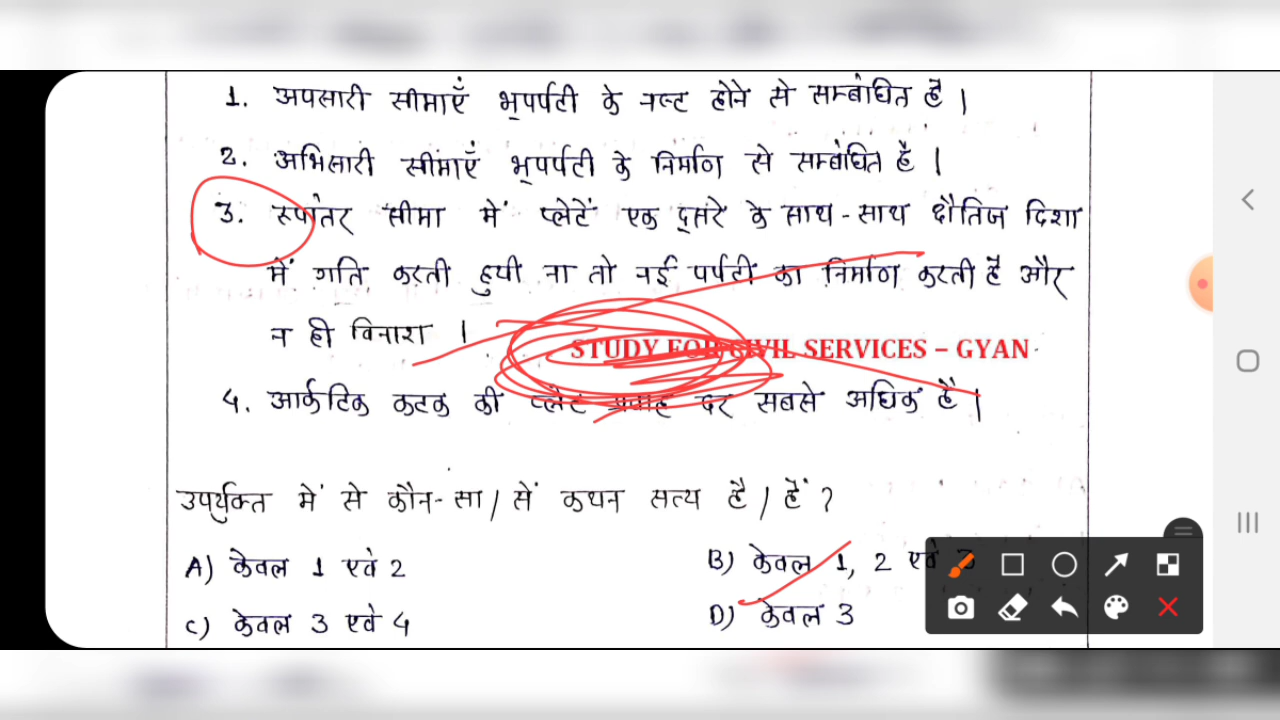 1. अपसारी सीमाएँ भूपर्पटी के नष्ट होने से सम्बंधित है |
2. अभिसारी सीमाएँ भूपर्पटी के निर्माण से सम्बंधित है |
3. रूपांतर सीमा में प्लेटें एक दूसरे के साथ-साथ क्षैतिज दिशा
में गति करती हुयी ना तो नई पर्पटी का निर्माण करती है और
न ही विनाश |
STUDY FOR CIVIL SERVICES – GYAN
4. आर्कटिक कटक की प्लेट प्रवाह दर सबसे अधिक है |
उपर्युक्त में से कौन-सा/सें कथन सत्य है/हैं ?
A) केवल 1 एवं 2
B) केवल 1, 2 एवं 3
C) केवल 3 एवं 4
D) केवल 3